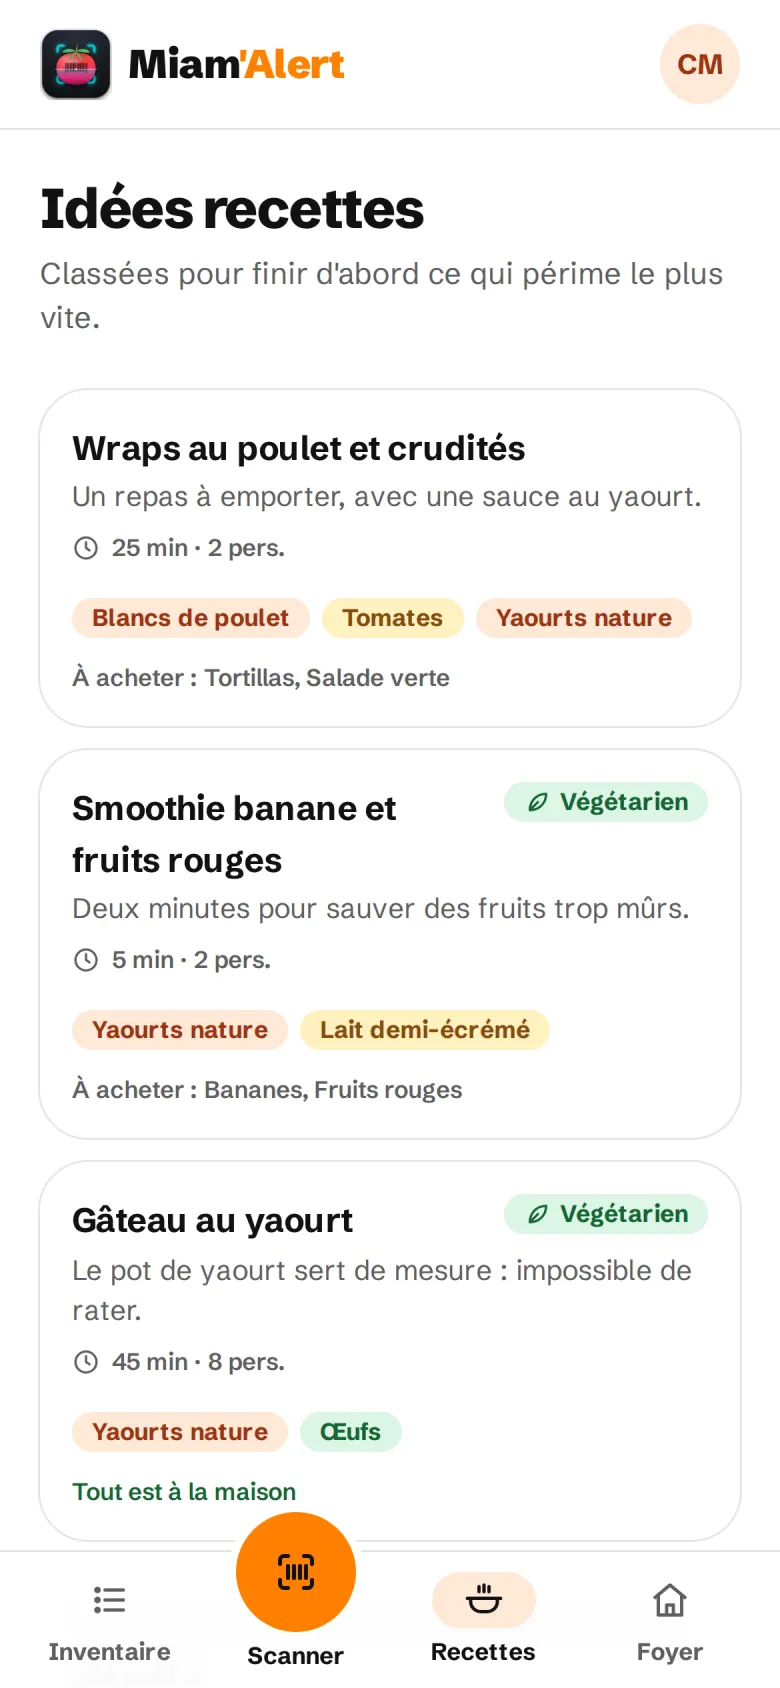 Miam'Alert
CM
Idées recettes
Classées pour finir d'abord ce qui périme le plus
vite.
Wraps au poulet et crudités
Un repas à emporter, avec une sauce au yaourt.
25 min · 2 pers.
Blancs de poulet Tomates Yaourts nature
À acheter : Tortillas, Salade verte
Smoothie banane et
fruits rouges
Végétarien
Deux minutes pour sauver des fruits trop mûrs.
5 min · 2 pers.
Yaourts nature Lait demi-écrémé
À acheter : Bananes, Fruits rouges
Gâteau au yaourt
Végétarien
Le pot de yaourt sert de mesure : impossible de
rater.
45 min · 8 pers.
Yaourts nature Œufs
Tout est à la maison
Inventaire Scanner Recettes Foyer